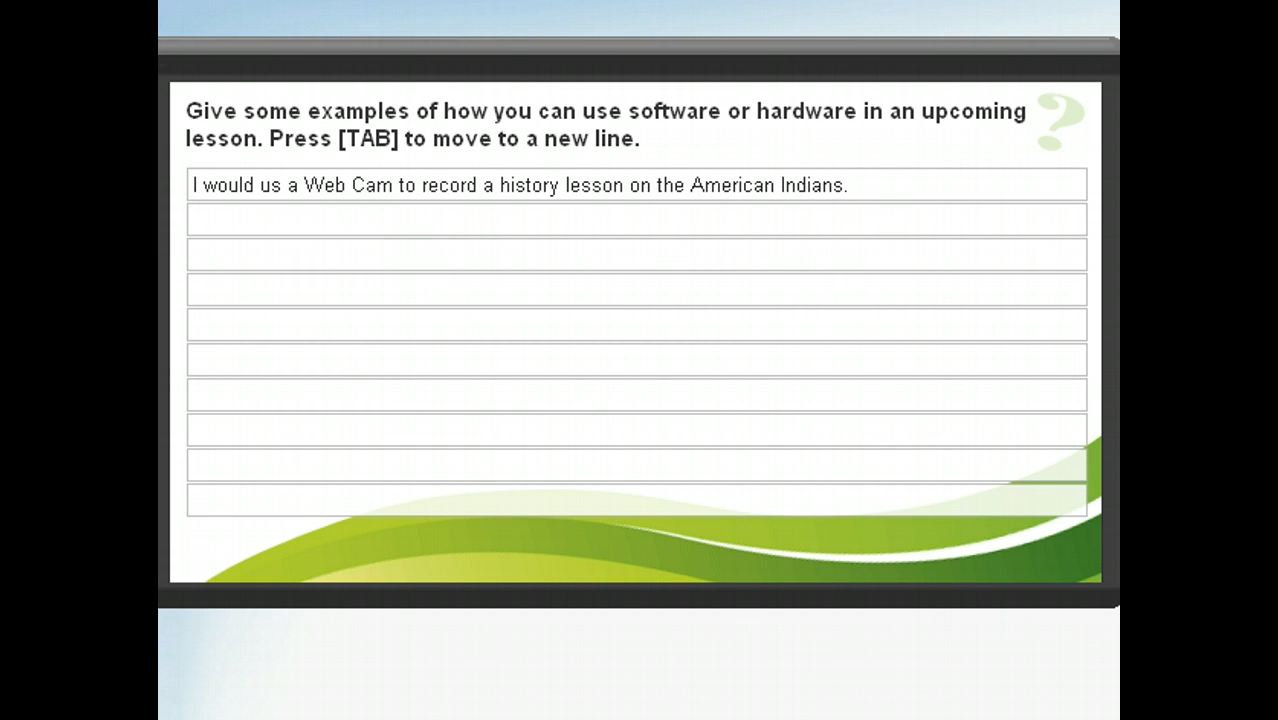 Give some examples of how you can use software or hardware in an upcoming
lesson. Press [TAB] to move to a new line.
?
I would us a Web Cam to record a history lesson on the American Indians.